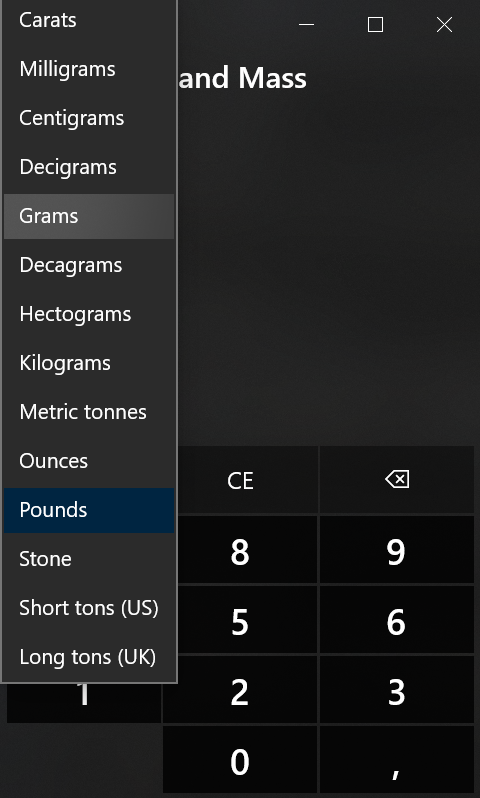 Carats
and Mass
Milligrams
Centigrams
Decigrams
Grams
Decagrams
Hectograms
Kilograms
Metric tonnes
Ounces
Pounds
Stone
Short tons (US)
Long tons (UK)
CE
8 9
5 6
1 2 3
0 ,